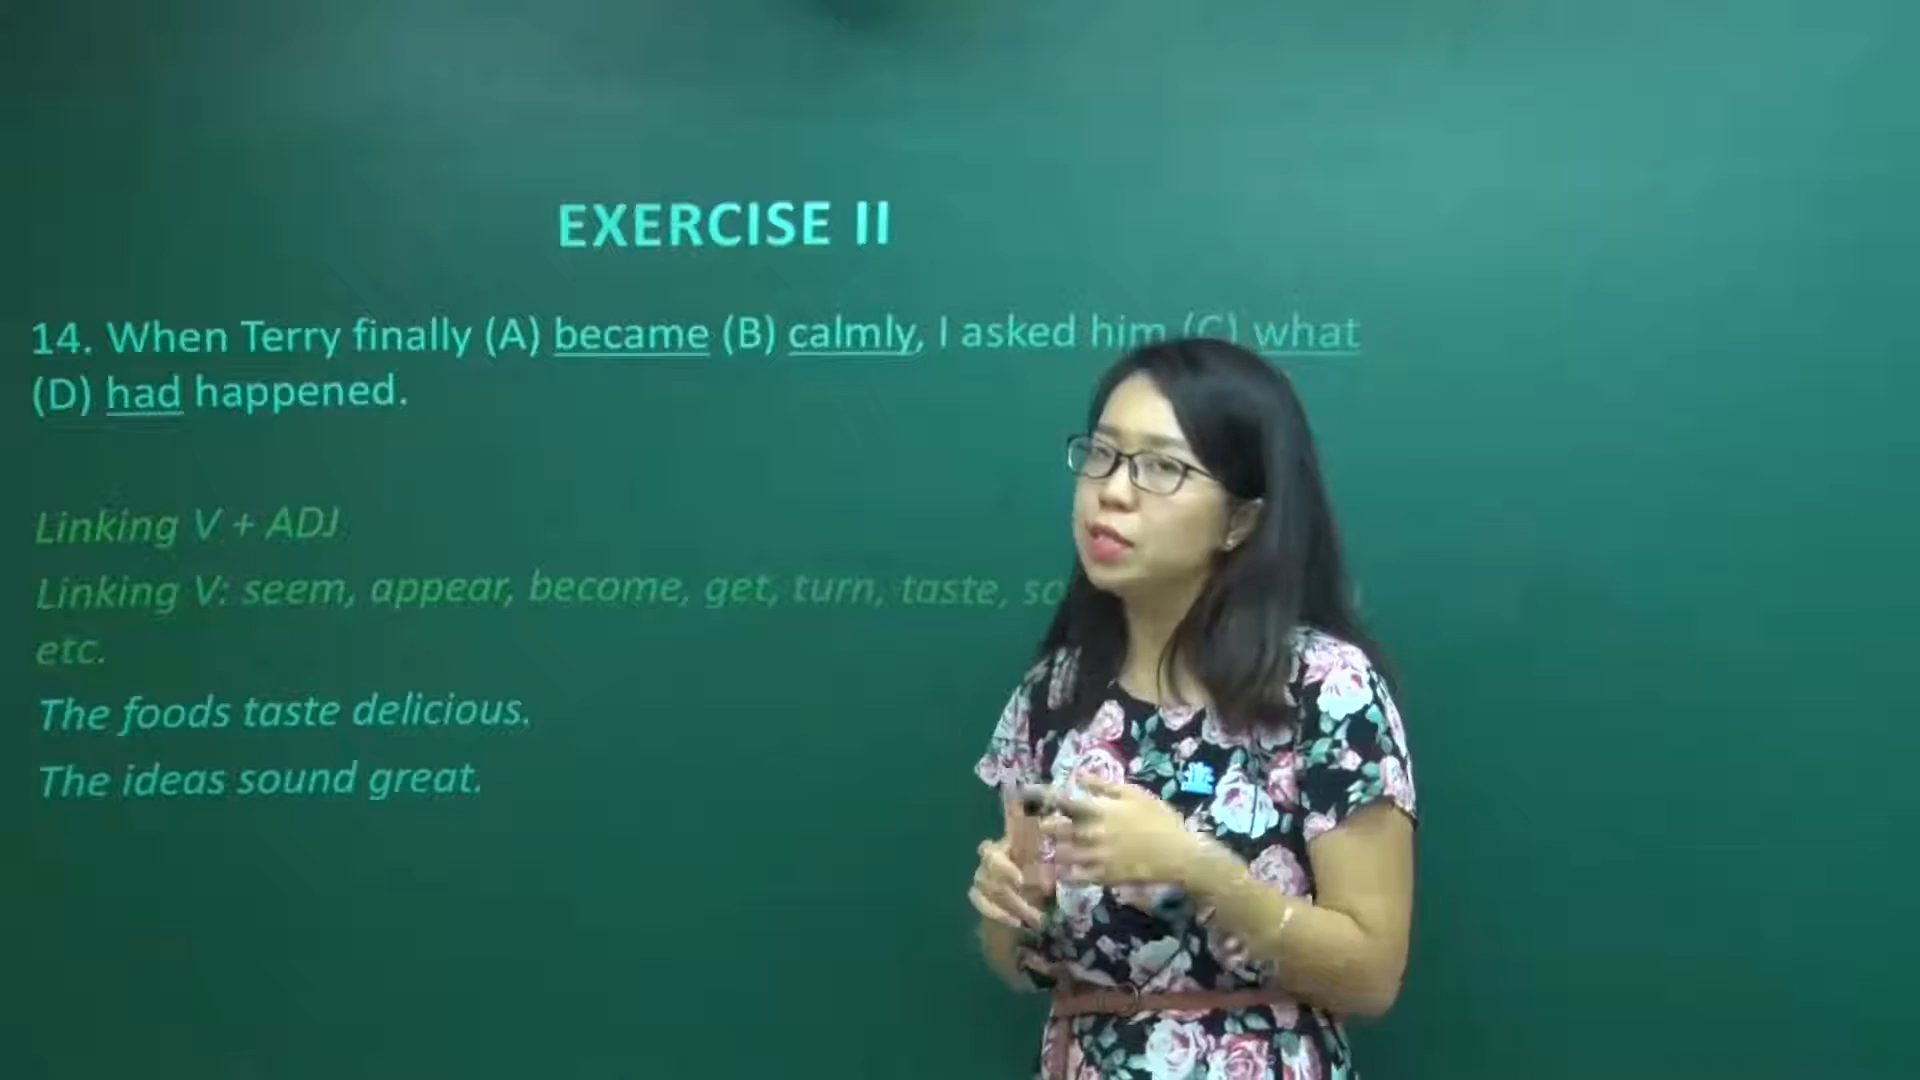 EXERCISE II
14. When Terry finally (A) became (B) calmly, I asked him (C) what
(D) had happened.
Linking V + ADJ
Linking V: seem, appear, become, get, turn, taste,
etc.
The foods taste delicious.
The ideas sound great.